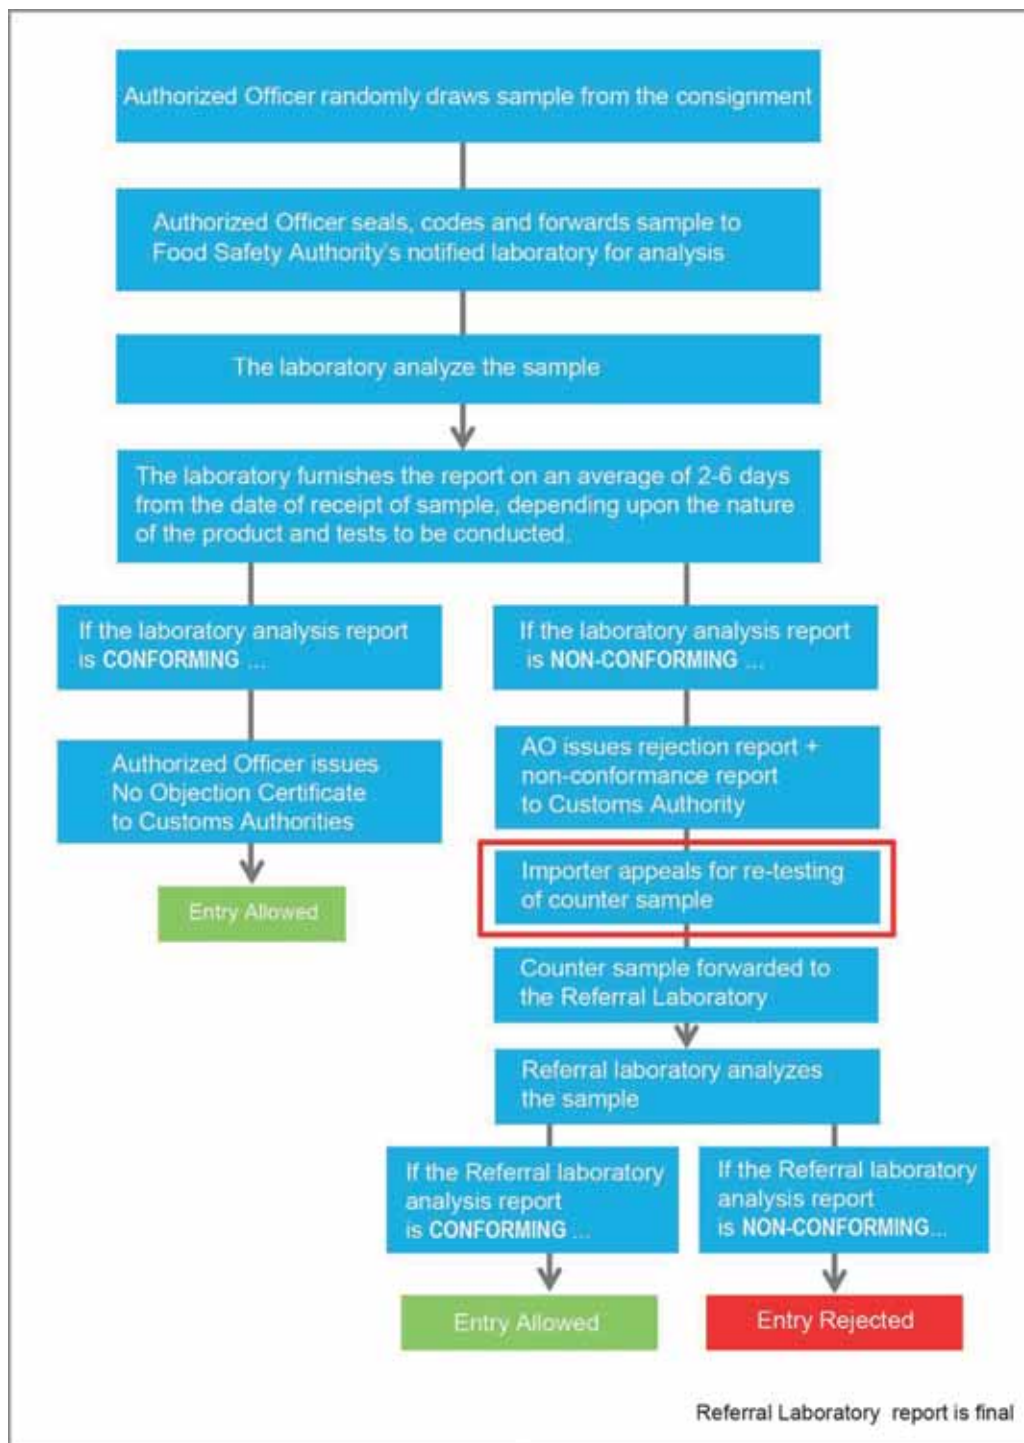 Authorized Officer randomly draws sample from the consignment
Authorized Officer seals, codes and forwards sample to
Food Safety Authority's notified laboratory for analysis
The laboratory analyze the sample
The laboratory furnishes the report on an average of 2-6 days
from the date of receipt of sample, depending upon the nature
of the product and tests to be conducted.
If the laboratory analysis report
is CONFORMING ...
Authorized Officer issues
No Objection Certificate
to Customs Authorities
Entry Allowed
If the laboratory analysis report
is NON-CONFORMING ...
AO issues rejection report +
non-conformance report
to Customs Authority
Importer appeals for re-testing
of counter sample
Counter sample forwarded to
the Referral Laboratory
Referral laboratory analyzes
the sample
If the Referral laboratory
analysis report
is CONFORMING ...
Entry Allowed
If the Referral laboratory
analysis report
is NON-CONFORMING...
Entry Rejected
Referral Laboratory report is final